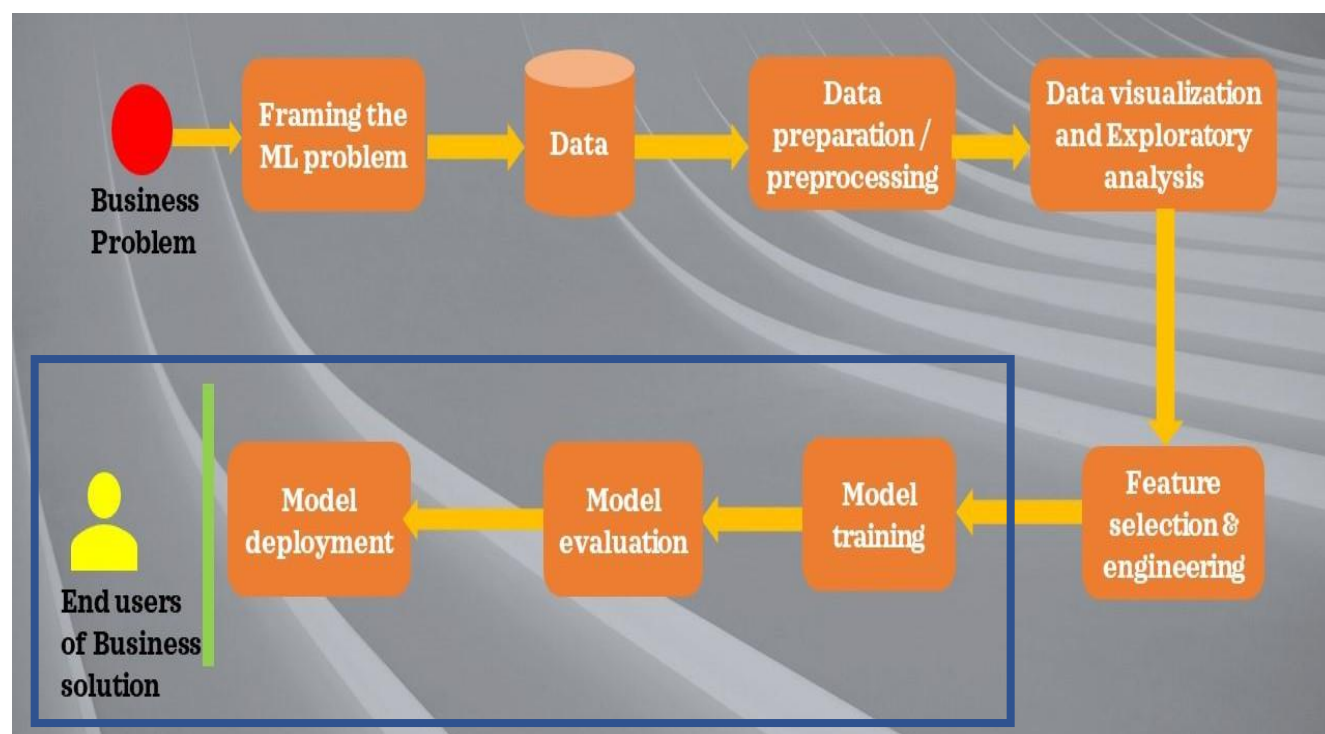 Business
Problem
Framing the
ML problem
Data
Data
preparation /
preprocessing
Data visualization
and Exploratory
analysis
Feature
selection &
engineering
Model
training
Model
evaluation
Model
deployment
End users
of Business
solution